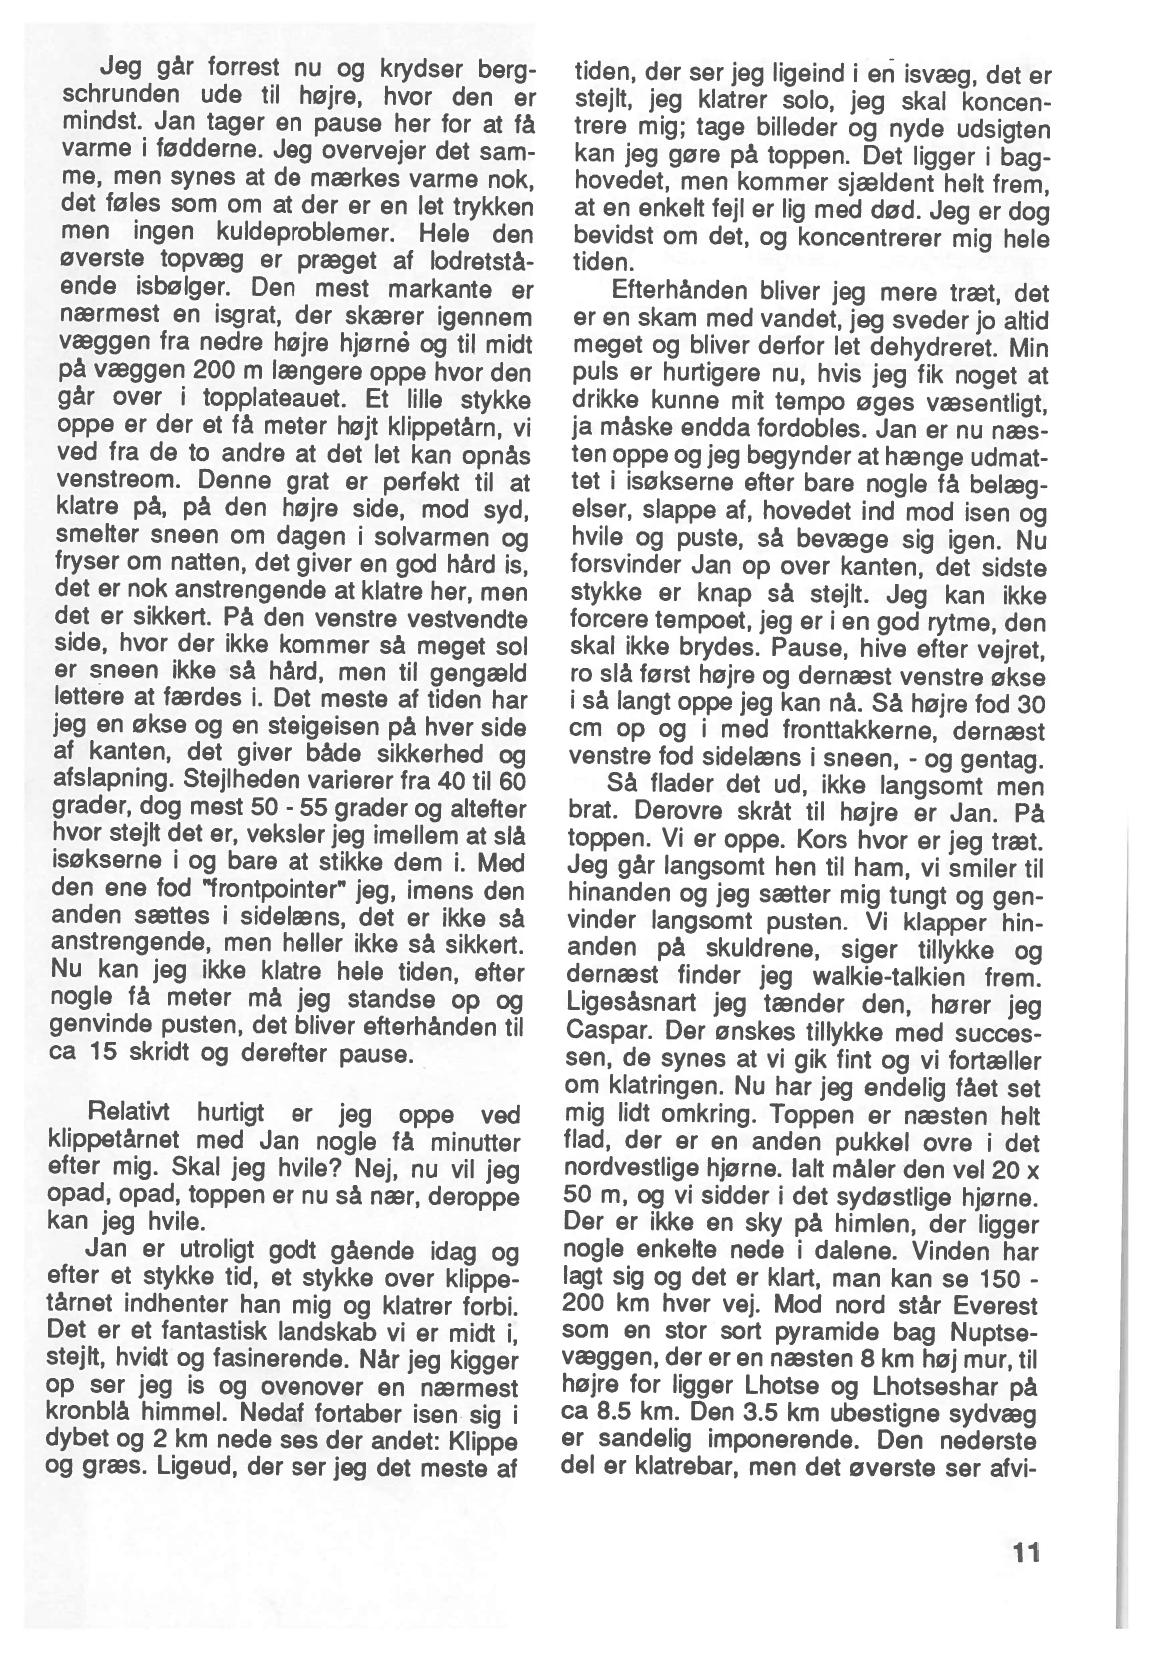 Jeg går forrest nu og krydser berg-
schrunden ude til højre, hvor den er
mindst. Jan tager en pause her for at få
varme i fødderne. Jeg overvejer det sam-
me, men synes at de mærkes varme nok,
det føles som om at der er en let trykken
men ingen kuldeproblemer. Hele den
øverste topvæg er præget af lodretstå-
ende isbølger. Den mest markante er
nærmest en isgrat, der skærer igennem
væggen fra nedre højre hjørne og til midt
på væggen 200 m længere oppe hvor den
går over i topplateauet. Et lille stykke
oppe er der et få meter højt klippetårn, vi
ved fra de to andre at det let kan opnås
venstreom. Denne grat er perfekt til at
klatre på, på den højre side, mod syd,
smelter sneen om dagen i solvarmen og
fryser om natten, det giver en god hård is,
det er nok anstrengende at klatre her, men
det er sikkert. På den venstre vestvendte
side, hvor der ikke kommer så meget sol
er sneen ikke så hård, men til gengæld
lettere at færdes i. Det meste af tiden har
jeg en økse og en steigeisen på hver side
af kanten, det giver både sikkerhed og
afslapning. Stejlheden varierer fra 40 til 60
grader, dog mest 50 - 55 grader og altefter
hvor stejlt det er, veksler jeg imellem at slå
isøkserne i og bare at stikke dem i. Med
den ene fod "frontpointer" jeg, imens den
anden sættes i sidelæns, det er ikke så
anstrengende, men heller ikke så sikkert.
Nu kan jeg ikke klatre hele tiden, efter
nogle få meter må jeg standse op og
genvinde pusten, det bliver efterhånden til
ca 15 skridt og derefter pause.
Relativt hurtigt er jeg oppe ved
klippetårnet med Jan nogle få minutter
efter mig. Skal jeg hvile? Nej, nu vil jeg
opad, opad, toppen er nu så nær, deroppe
kan jeg hvile.
Jan er utroligt godt gående idag og
efter et stykke tid, et stykke over klippe-
tårnet indhenter han mig og klatrer forbi.
Det er et fantastisk landskab vi er midt i,
stejlt, hvidt og fasinerende. Når jeg kigger
op ser jeg is og ovenover en nærmest
kronblå himmel. Nedaf fortaber isen sig i
dybet og 2 km nede ses der andet: Klippe
og græs. Ligeud, der ser jeg det meste af
tiden, der ser jeg ligeind i en isvæg, det er
stejlt, jeg klatrer solo, jeg skal koncen-
trere mig; tage billeder og nyde udsigten
kan jeg gøre på toppen. Det ligger i bag-
hovedet, men kommer sjældent helt frem,
at en enkelt fejl er lig med død. Jeg er dog
bevidst om det, og koncentrerer mig hele
tiden.
Efterhånden bliver jeg mere træt, det
er en skam med vandet, jeg sveder jo altid
meget og bliver derfor let dehydreret. Min
puls er hurtigere nu, hvis jeg fik noget at
drikke kunne mit tempo øges væsentligt,
ja måske endda fordobles. Jan er nu næs-
ten oppe og jeg begynder at hænge udmat-
tet i isøkserne efter bare nogle få belæg-
elser, slappe af, hovedet ind mod isen og
hvile og puste, så bevæge sig igen. Nu
forsvinder Jan op over kanten, det sidste
stykke er knap så stejlt. Jeg kan ikke
forcere tempoet, jeg er i en god rytme, den
skal ikke brydes. Pause, hive efter vejret,
ro slå først højre og dernæst venstre økse
i så langt oppe jeg kan nå. Så højre fod 30
cm op og i med fronttakkerne, dernæst
venstre fod sidelæns i sneen, - og gentag.
Så flader det ud, ikke langsomt men
brat. Derovre skråt til højre er Jan. På
toppen. Vi er oppe. Kors hvor er jeg træt.
Jeg går langsomt hen til ham, vi smiler til
hinanden og jeg sætter mig tungt og gen-
vinder langsomt pusten. Vi klapper hin-
anden på skuldrene, siger tillykke og
dernæst finder jeg walkie-talkien frem.
Ligesåsnart jeg tænder den, hører jeg
Caspar. Der ønskes tillykke med succes-
sen, de synes at vi gik fint og vi fortæller
om klatringen. Nu har jeg endelig fået set
mig lidt omkring. Toppen er næsten helt
flad, der er en anden pukkel ovre i det
nordvestlige hjørne. Ialt måler den vel 20 x
50 m, og vi sidder i det sydøstlige hjørne.
Der er ikke en sky på himlen, der ligger
nogle enkelte nede i dalene. Vinden har
lagt sig og det er klart, man kan se 150 -
200 km hver vej. Mod nord står Everest
som en stor sort pyramide bag Nuptse-
væggen, der er en næsten 8 km høj mur, til
højre for ligger Lhotse og Lhotseshar på
ca 8.5 km. Den 3.5 km ubestigne sydvæg
er sandelig imponerende. Den nederste
del er klatrebar, men det øverste ser afvi-
11